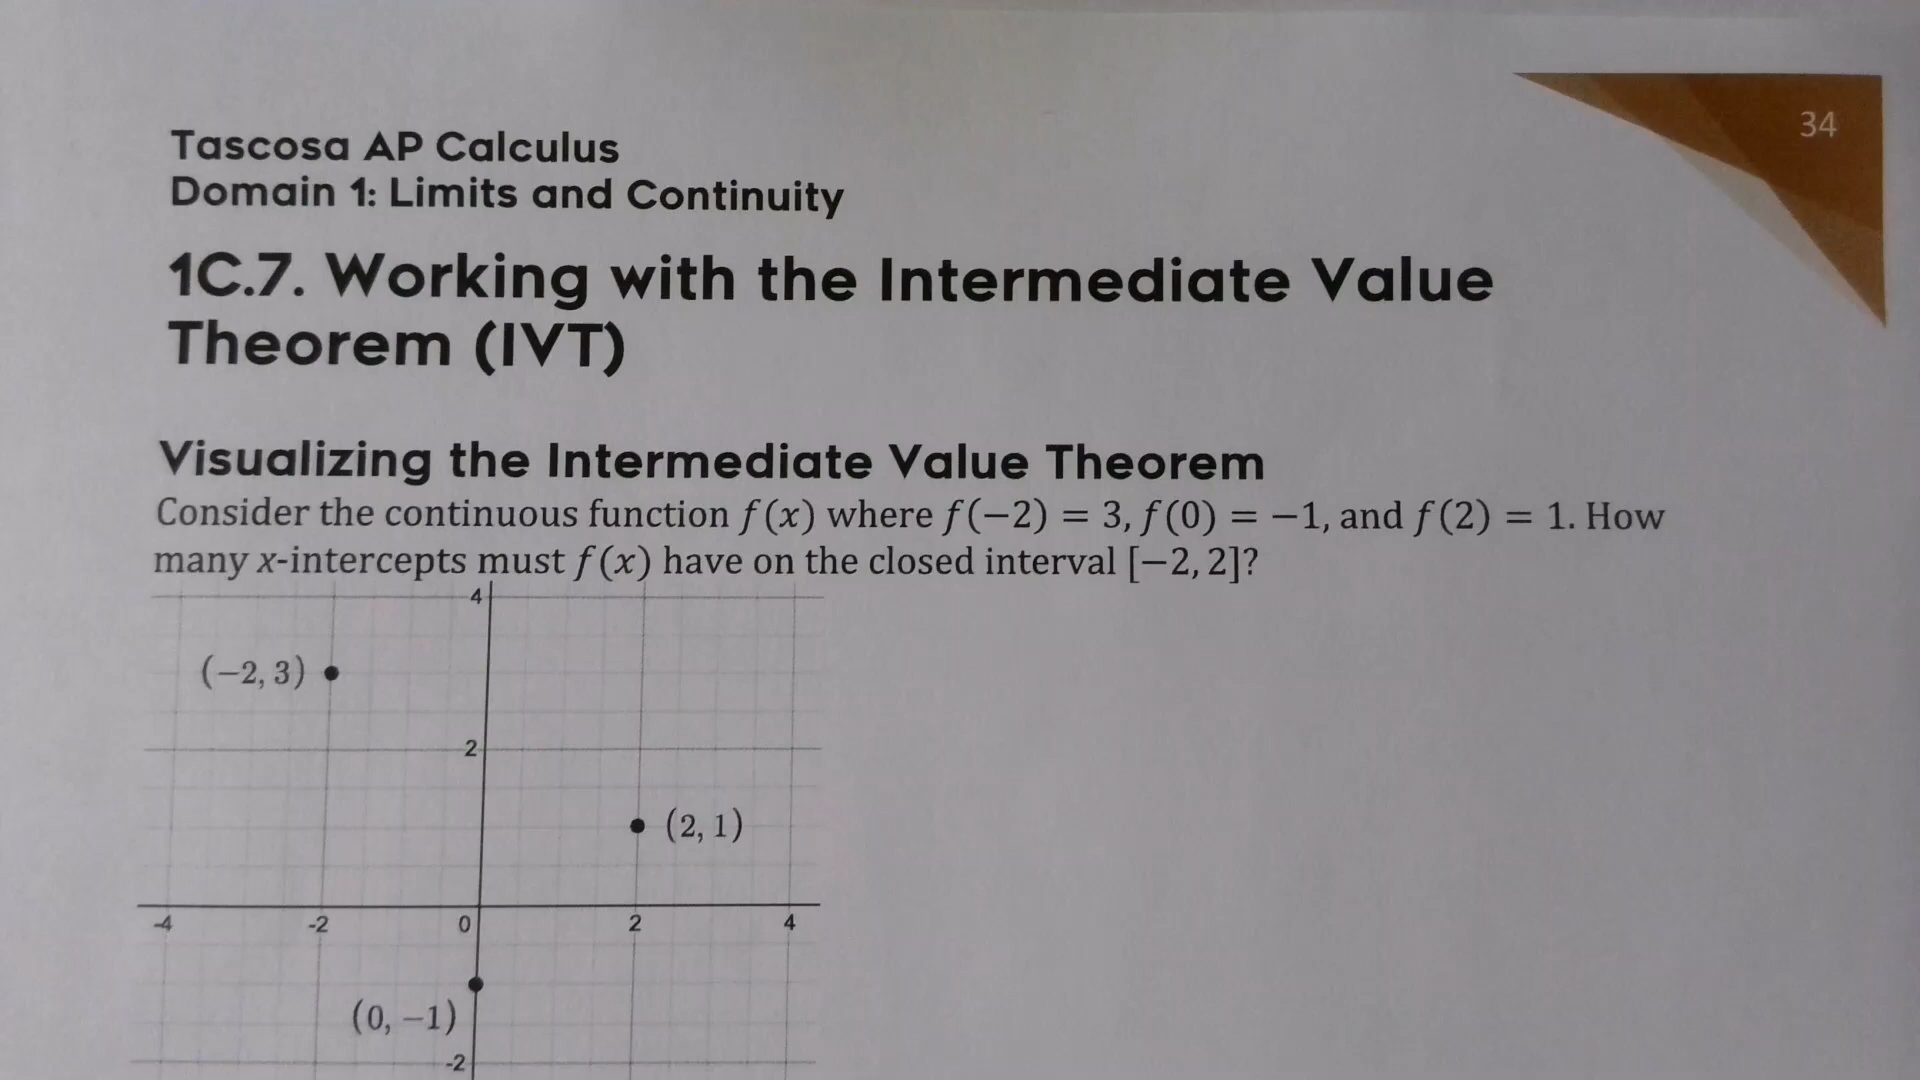 34
Tascosa AP Calculus
Domain 1: Limits and Continuity
1C.7. Working with the Intermediate Value
Theorem (IVT)
Visualizing the Intermediate Value Theorem
Consider the continuous function f(x) where f(−2) = 3, f(0) = −1, and f(2) = 1. How
many x-intercepts must f(x) have on the closed interval [−2, 2]?
4
(−2, 3)
2
(2, 1)
-4 -2 0 2 4
(0, −1)
-2